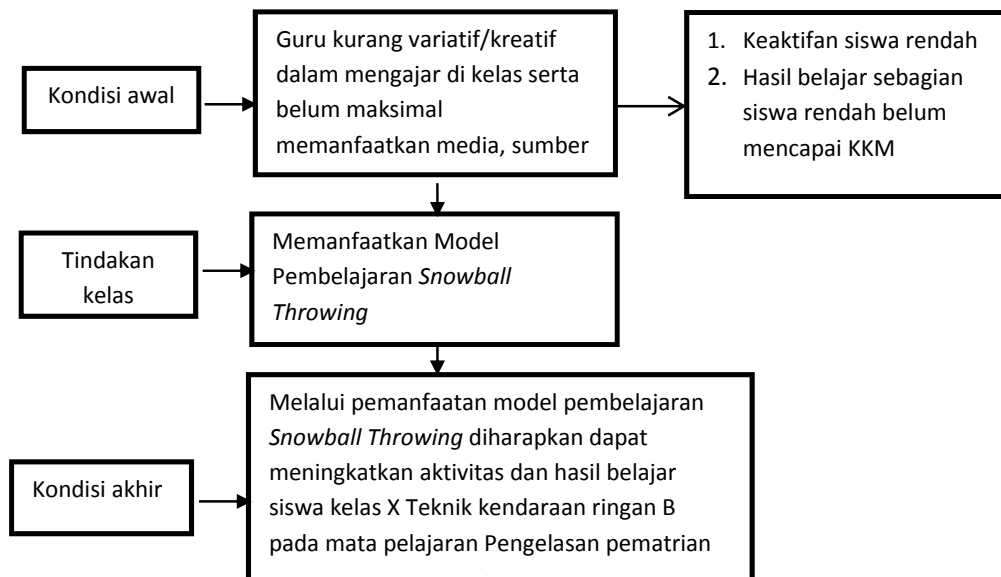 Kondisi awal
Guru kurang variatif/kreatif
dalam mengajar di kelas serta
belum maksimal
memanfaatkan media, sumber
1. Keaktifan siswa rendah
2. Hasil belajar sebagian
siswa rendah belum
mencapai KKM
Tindakan
kelas
Memanfaatkan Model
Pembelajaran Snowball
Throwing
Kondisi akhir
Melalui pemanfaatan model pembelajaran
Snowball Throwing diharapkan dapat
meningkatkan aktivitas dan hasil belajar
siswa kelas X Teknik kendaraan ringan B
pada mata pelajaran Pengelasan pematrian